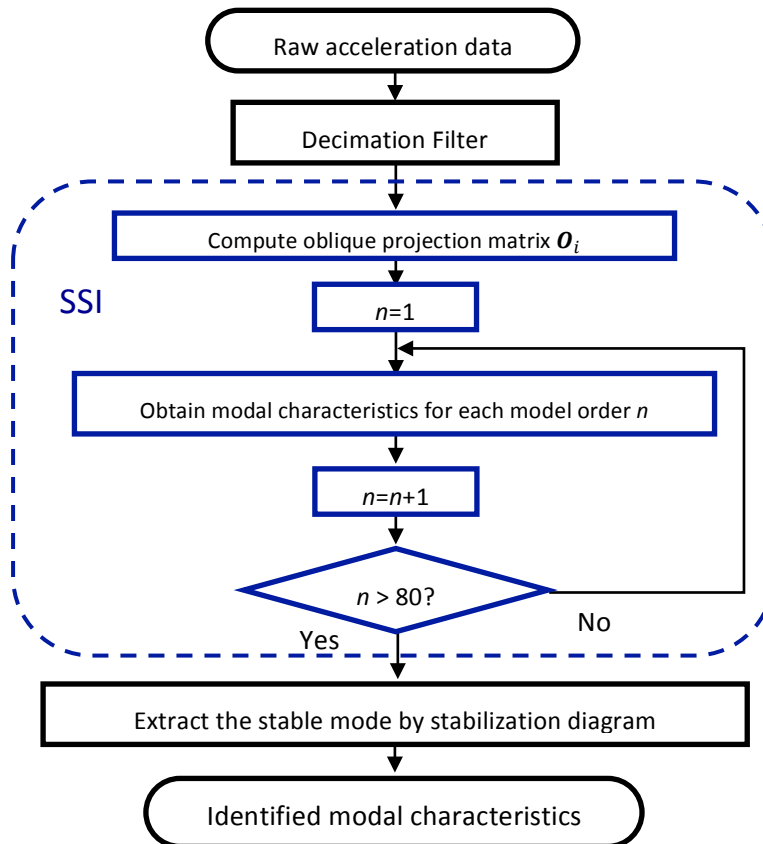 Raw acceleration data
Decimation Filter
Compute oblique projection matrix O_i
SSI
n=1
Obtain modal characteristics for each model order n
n=n+1
n > 80?
No
Yes
Extract the stable mode by stabilization diagram
Identified modal characteristics